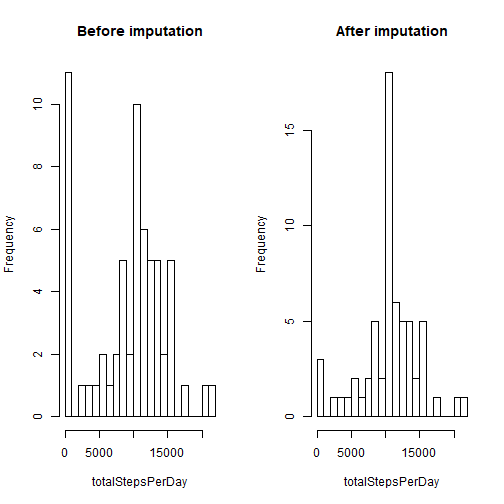 Before imputation
Frequency
0
2
4
6
8
10
0
5000
15000
totalStepsPerDay
After imputation
Frequency
0
5
10
15
0
5000
15000
totalStepsPerDay